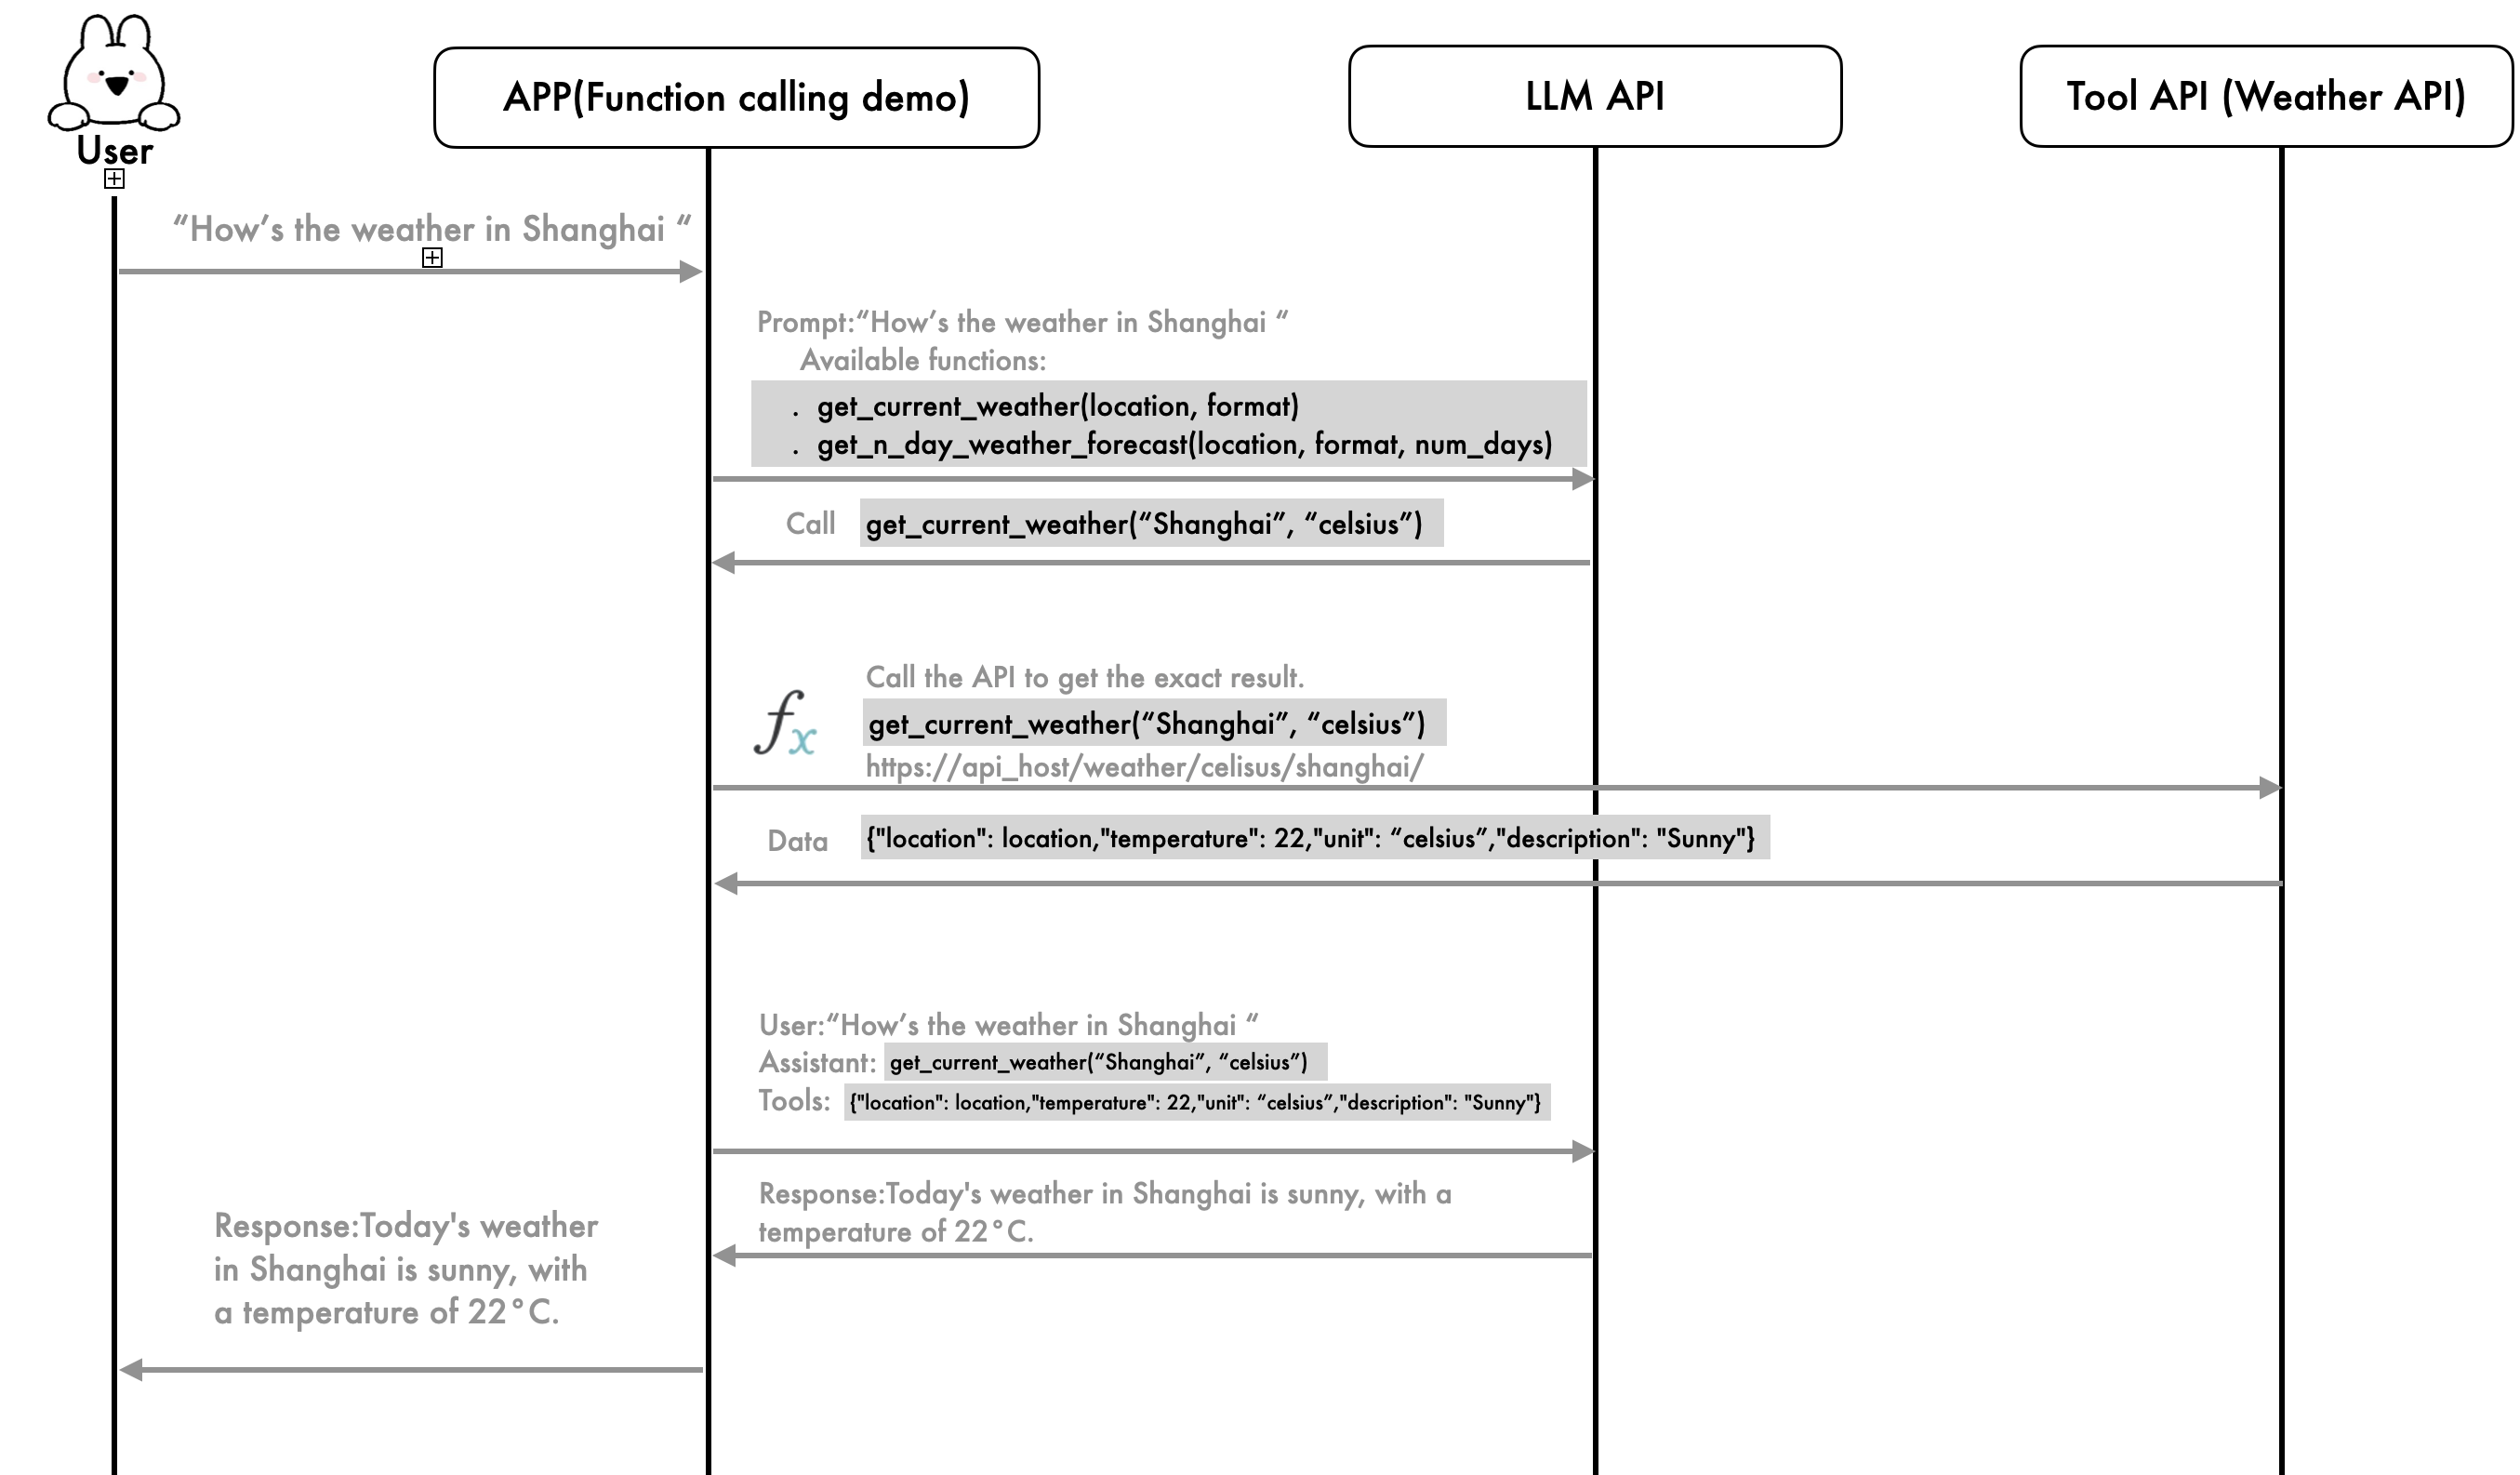 User
APP(Function calling demo)
LLM API
Tool API (Weather API)
“How’s the weather in Shanghai “
Prompt:“How’s the weather in Shanghai “
Available functions:
. get_current_weather(location, format)
. get_n_day_weather_forecast(location, format, num_days)
Call get_current_weather(“Shanghai”, “celsius”)
Call the API to get the exact result.
fx get_current_weather(“Shanghai”, “celsius”)
https://api_host/weather/celisus/shanghai/
Data {"location": location,"temperature": 22,"unit": “celsius”,"description": "Sunny"}
User:“How’s the weather in Shanghai “
Assistant: get_current_weather(“Shanghai”, “celsius”)
Tools: {"location": location,"temperature": 22,"unit": “celsius”,"description": "Sunny"}
Response:Today's weather in Shanghai is sunny, with a
temperature of 22°C.
Response:Today's weather
in Shanghai is sunny, with
a temperature of 22°C.